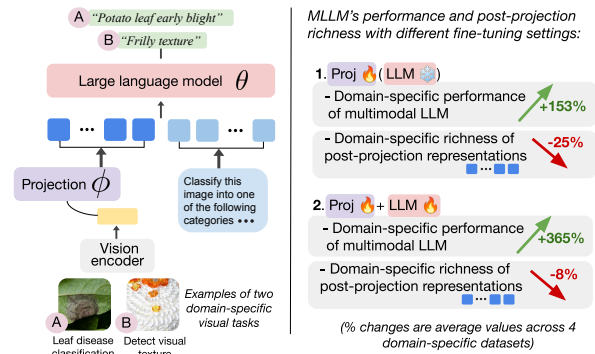 A "Potato leaf early blight"
B "Frilly texture"
Large language model θ
Projection ϕ
Classify this
image into one
of the following
categories •••
Vision
encoder
A
B
Leaf disease
classification
Detect visual
texture
Examples of two
domain-specific
visual tasks
MLLM's performance and post-projection
richness with different fine-tuning settings:
1. Proj 🔥 ( LLM ❄️ )
- Domain-specific performance
of multimodal LLM
+153%
- Domain-specific richness of
post-projection representations
-25%
2. Proj 🔥 + LLM 🔥
- Domain-specific performance
of multimodal LLM
+365%
- Domain-specific richness of
post-projection representations
-8%
(% changes are average values across 4
domain-specific datasets)